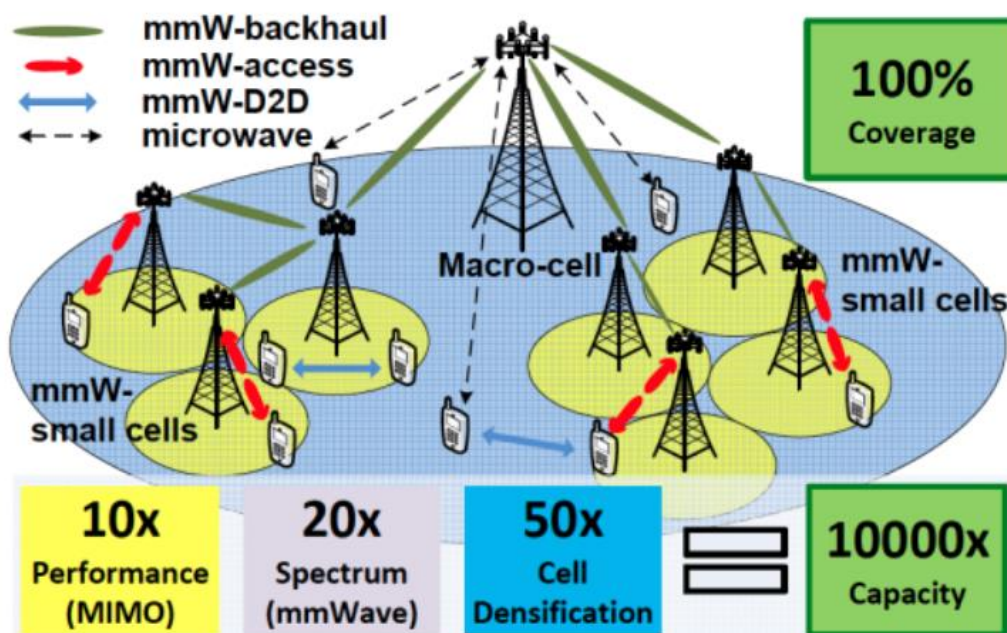 mmW-backhaul
mmW-access
mmW-D2D
microwave
100%
Coverage
Macro-cell
mmW-
small cells
mmW-
small cells
10x
Performance
(MIMO)
20x
Spectrum
(mmWave)
50x
Cell
Densification
10000x
Capacity